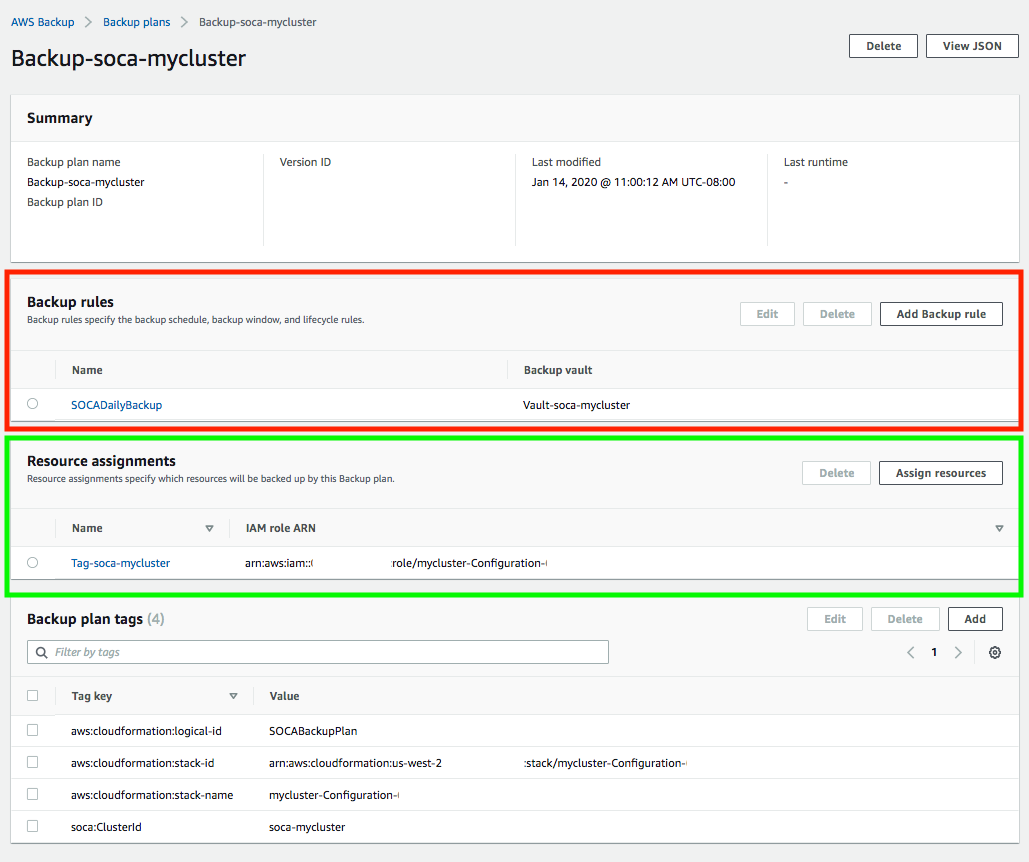 AWS Backup > Backup plans > Backup-soca-mycluster
Backup-soca-mycluster
Delete View JSON
Summary
Backup plan name Version ID Last modified Last runtime
Backup-soca-mycluster Jan 14, 2020 @ 11:00:12 AM UTC-08:00 -
Backup plan ID
Backup rules
Backup rules specify the backup schedule, backup window, and lifecycle rules.
Edit Delete Add Backup rule
Name Backup vault
SOCADailyBackup Vault-soca-mycluster
Resource assignments
Resource assignments specify which resources will be backed up by this Backup plan.
Delete Assign resources
Name IAM role ARN
Tag-soca-mycluster arn:aws:iam:: :role/mycluster-Configuration-
Backup plan tags (4)
Edit Delete Add
Filter by tags
1
Tag key Value
aws:cloudformation:logical-id SOCABackupPlan
aws:cloudformation:stack-id arn:aws:cloudformation:us-west-2 :stack/mycluster-Configuration-
aws:cloudformation:stack-name mycluster-Configuration-
soca:ClusterId soca-mycluster